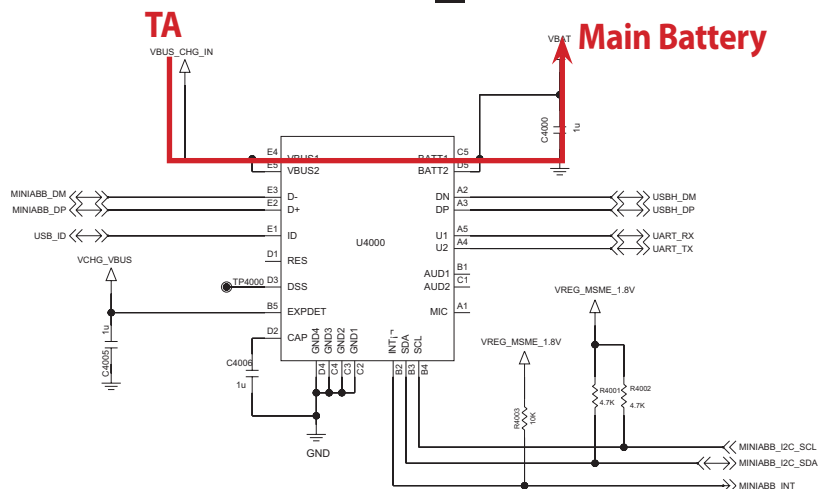 TA
Main Battery
VBUS_CHG_IN
VBAT
C4000
1u
E4
VBUS1
BATT1
C5
E5
VBUS2
BATT2
D5
MINIABB_DM
E3
D-
DN
A2
USBH_DM
MINIABB_DP
E2
D+
DP
A3
USBH_DP
USB_ID
E1
ID
U4000
U1
A5
UART_RX
U2
A4
UART_TX
VCHG_VBUS
D1
RES
AUD1
B1
TP4000
D3
DSS
AUD2
C1
B5
EXPDET
MIC
A1
VREG_MSME_1.8V
1u
C4005
D2
CAP
GND4
GND3
GND2
GND1
INT
SDA
SCL
VREG_MSME_1.8V
C4006
1u
D4
C4
C3
C2
B2
B3
B4
R4001
4.7K
R4002
4.7K
R4003
10K
GND
MINIABB_I2C_SCL
MINIABB_I2C_SDA
MINIABB_INT